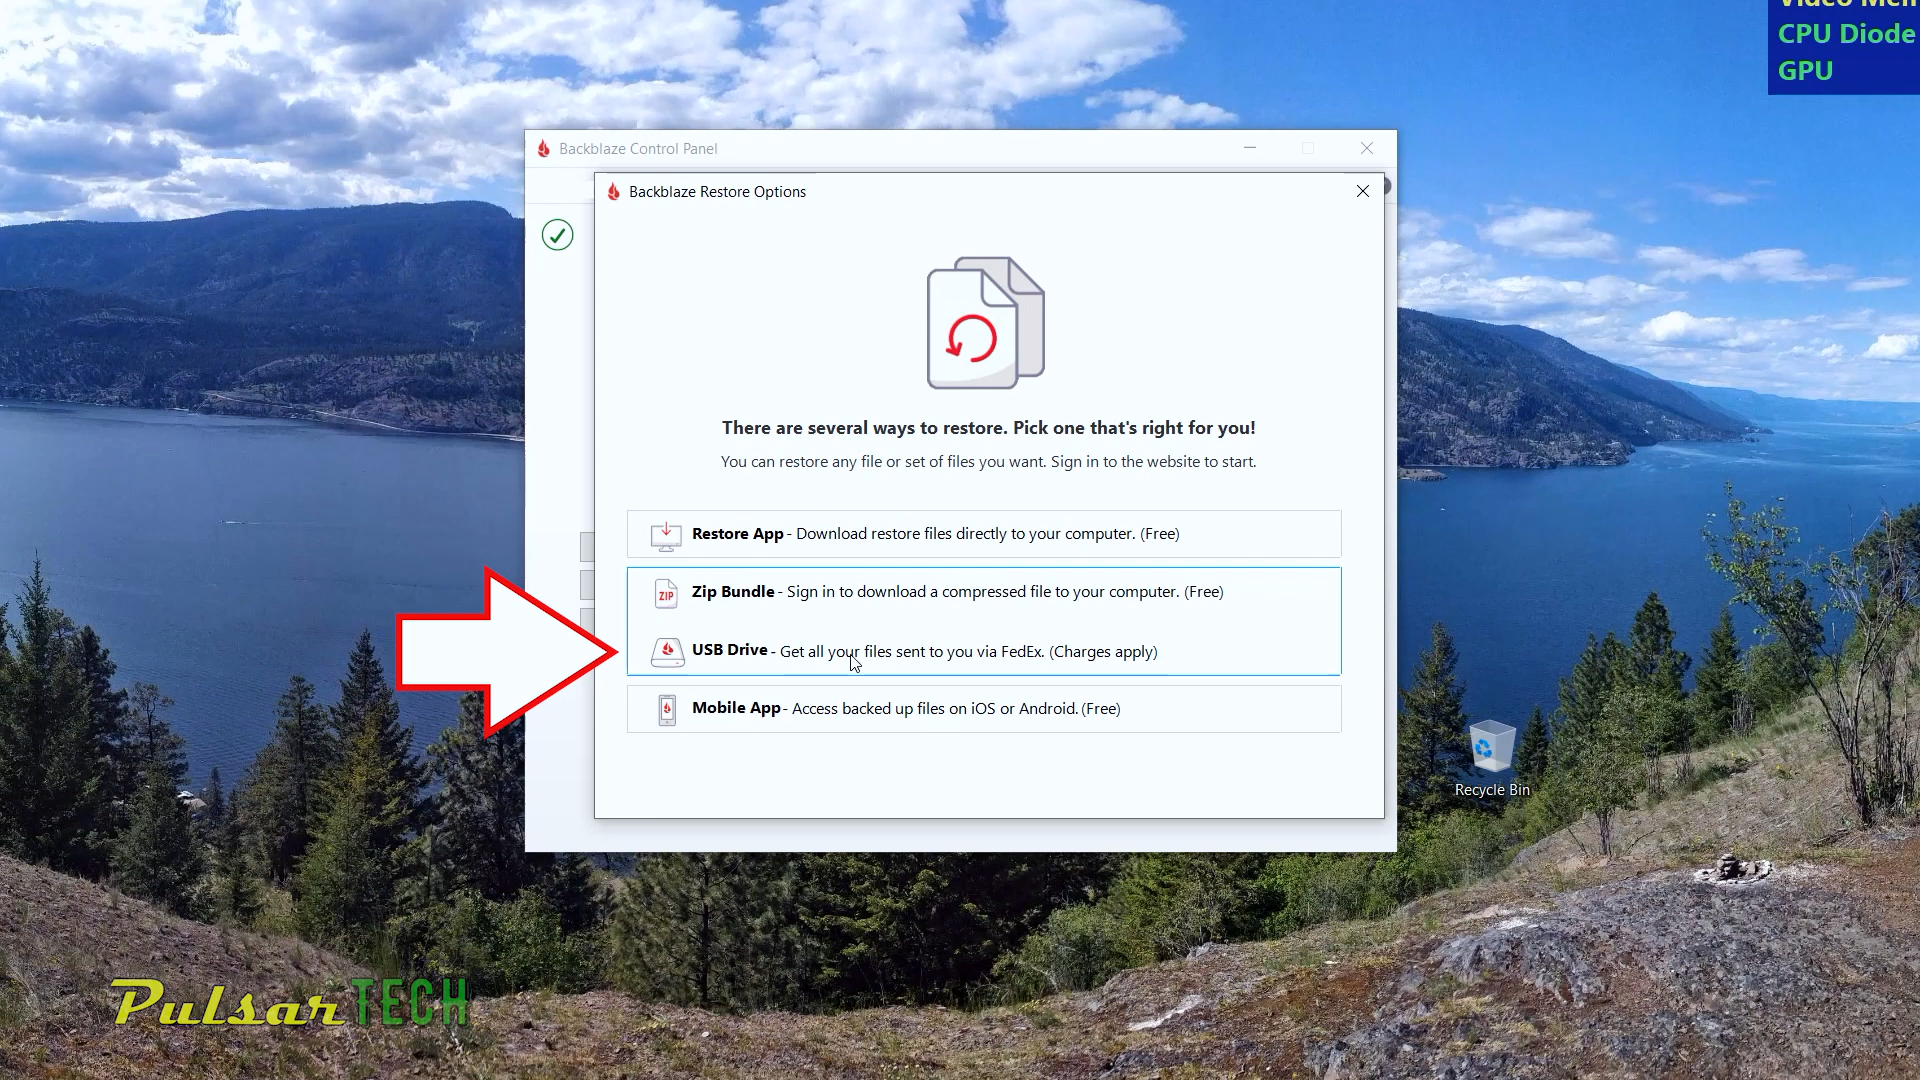 CPU Diode
GPU
Backblaze Control Panel
Backblaze Restore Options
There are several ways to restore. Pick one that's right for you!
You can restore any file or set of files you want. Sign in to the website to start.
Restore App - Download restore files directly to your computer. (Free)
ZIP
Zip Bundle - Sign in to download a compressed file to your computer. (Free)
USB Drive - Get all your files sent to you via FedEx. (Charges apply)
Mobile App - Access backed up files on iOS or Android. (Free)
Recycle Bin
Pulsar TECH